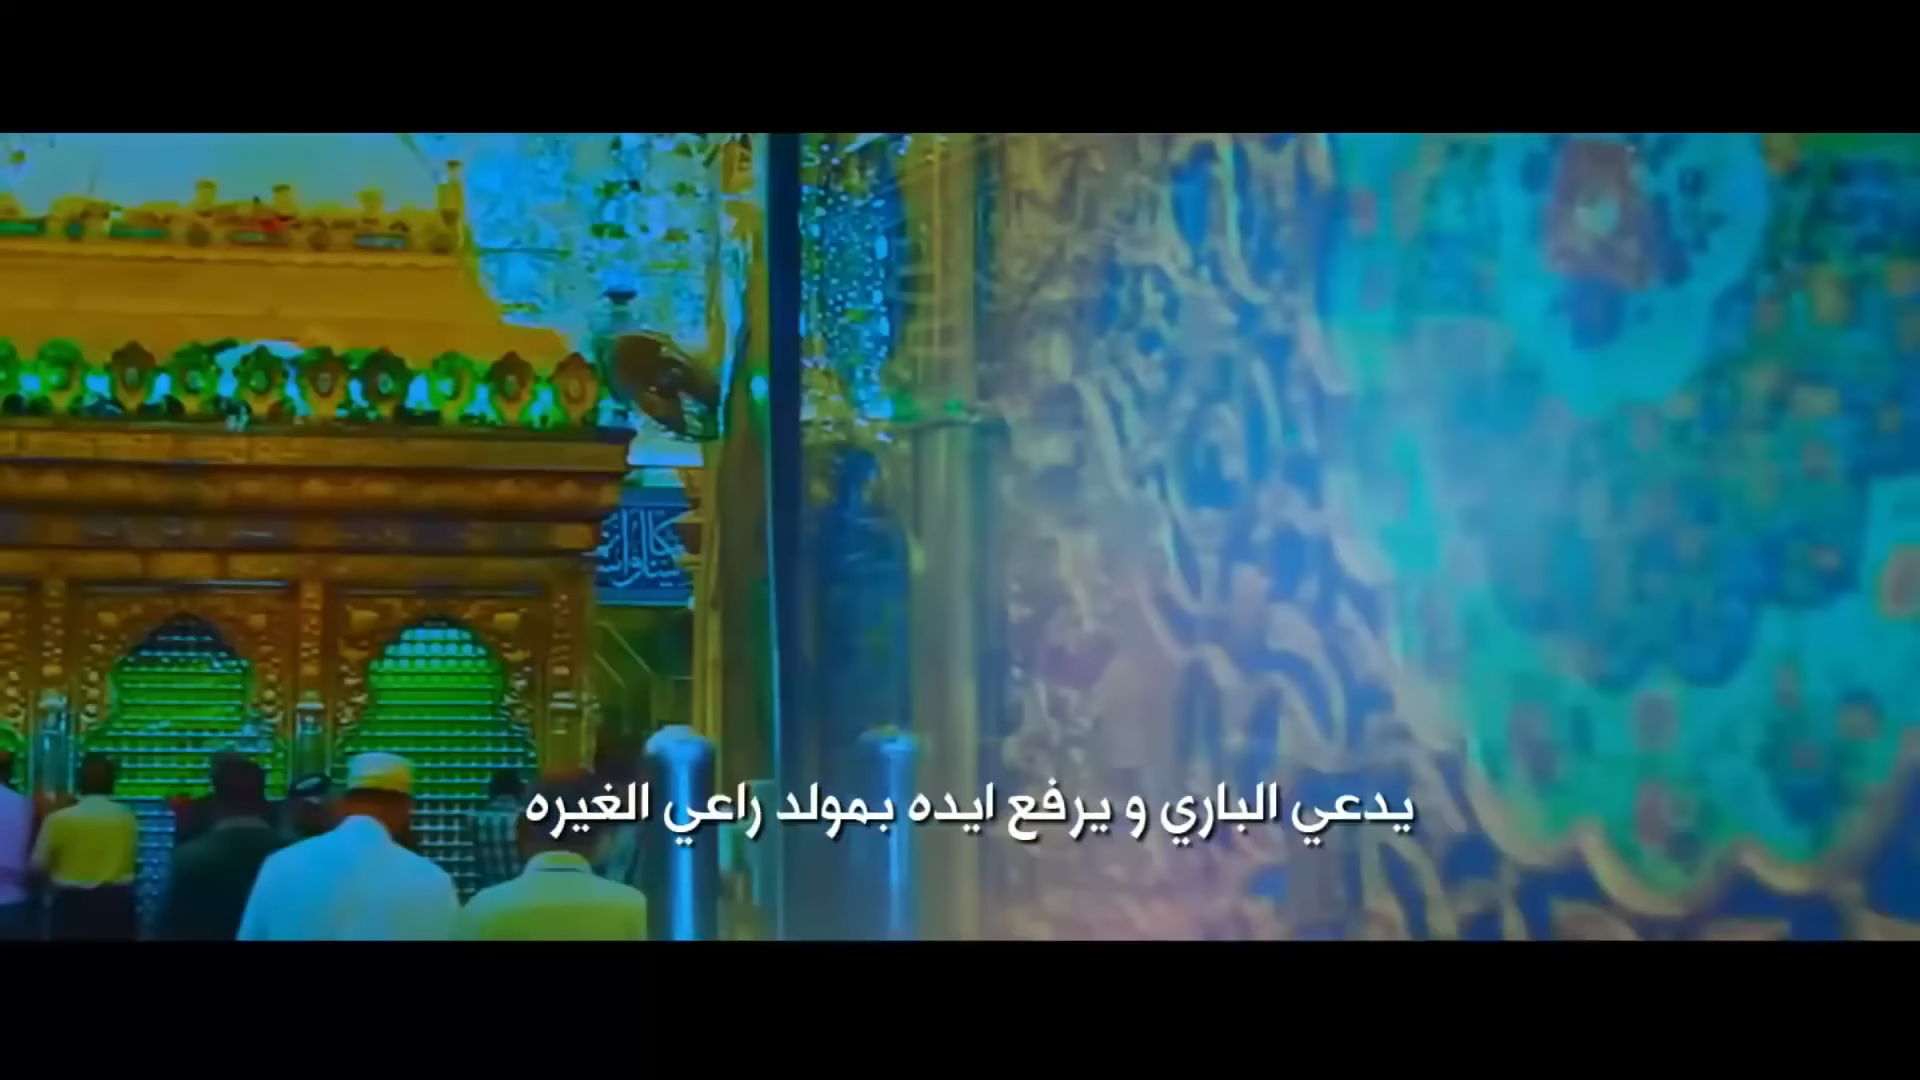 يدعي الباري و يرفع ايده بمولد راعي الغيره